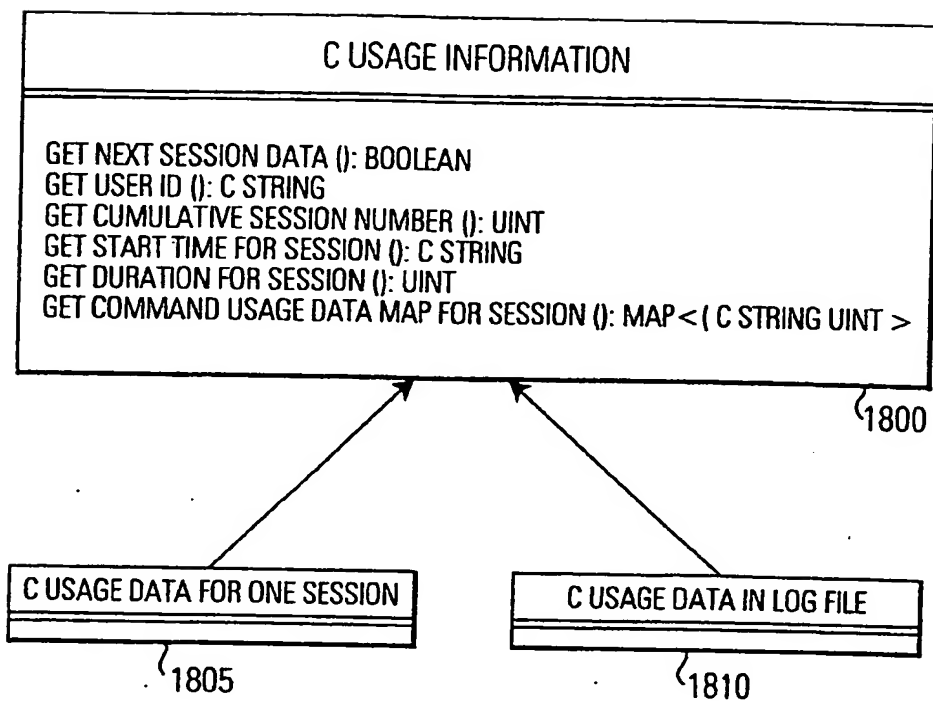 C USAGE INFORMATION
GET NEXT SESSION DATA (): BOOLEAN
GET USER ID (): C STRING
GET CUMULATIVE SESSION NUMBER (): UINT
GET START TIME FOR SESSION (): C STRING
GET DURATION FOR SESSION (): UINT
GET COMMAND USAGE DATA MAP FOR SESSION (): MAP <( C STRING UINT >
1800
C USAGE DATA FOR ONE SESSION
1805
C USAGE DATA IN LOG FILE
1810